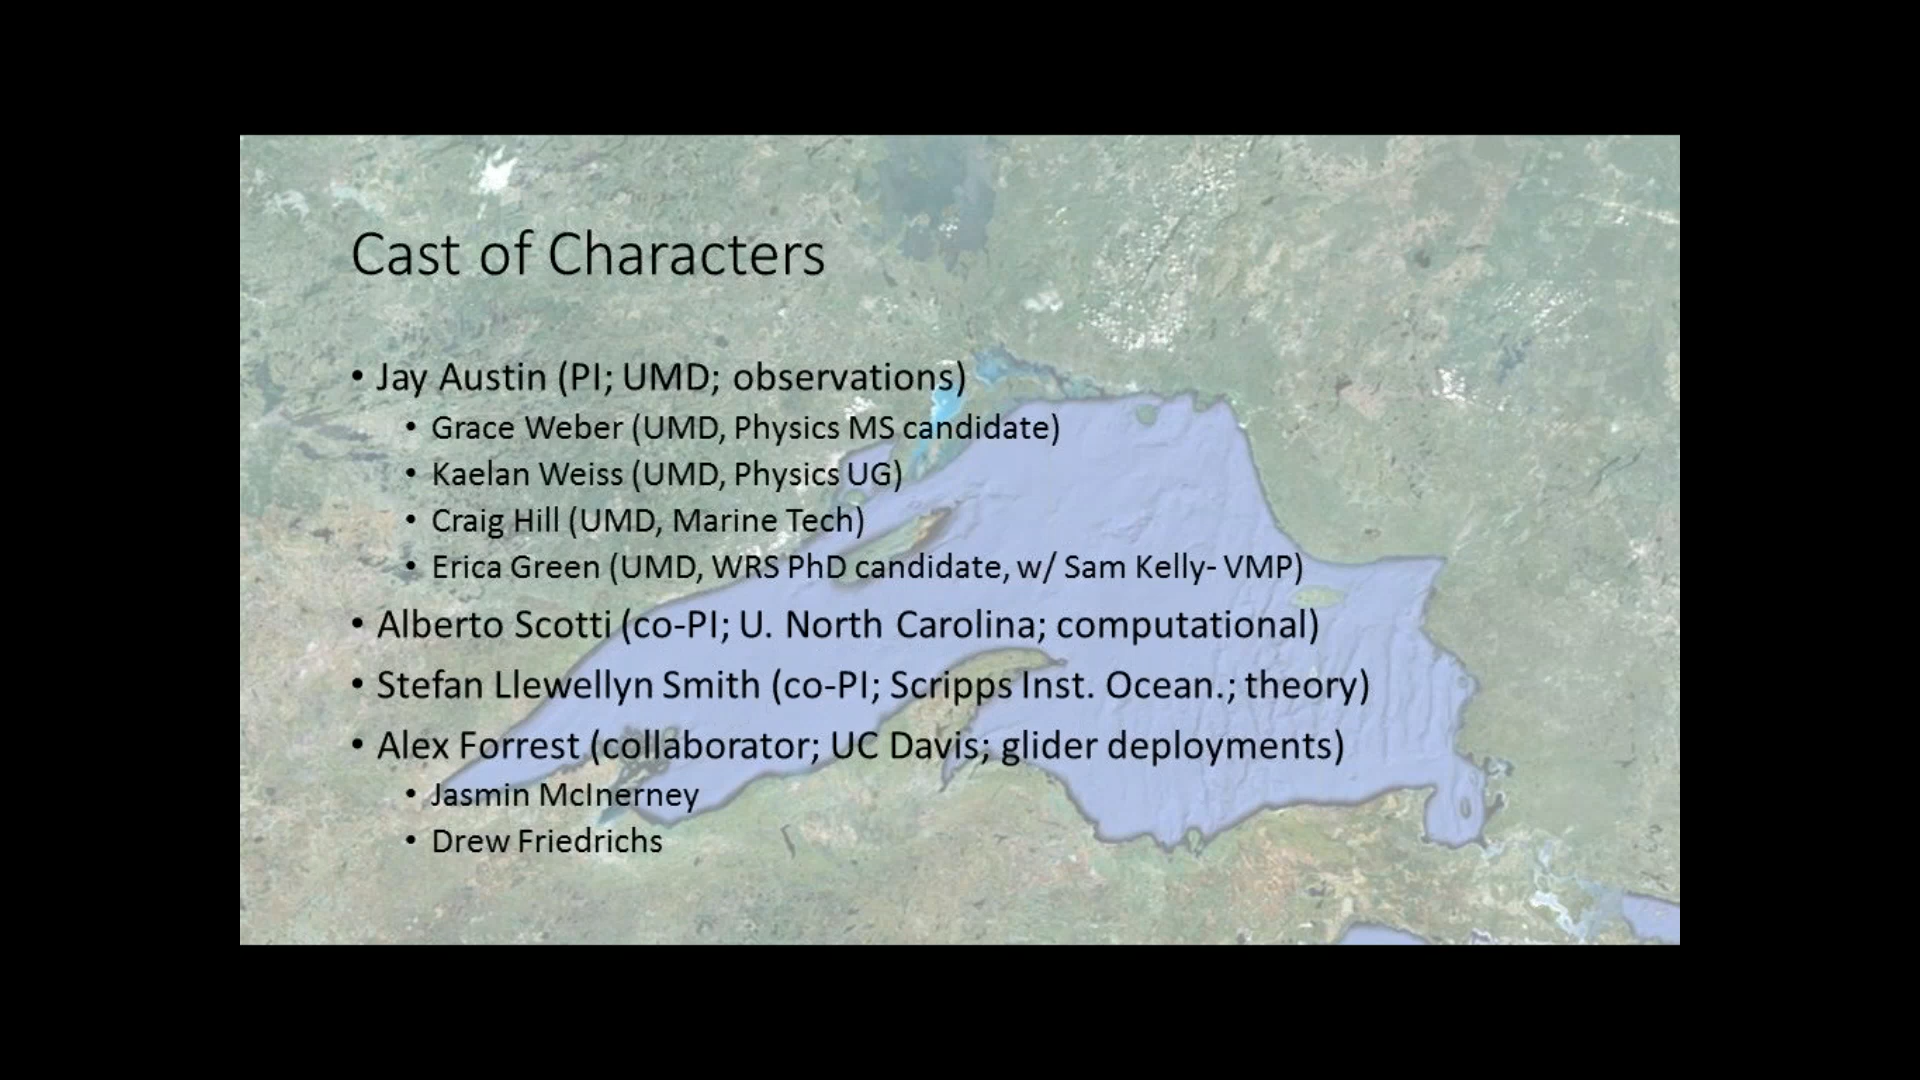 Cast of Characters
• Jay Austin (PI; UMD; observations)
• Grace Weber (UMD, Physics MS candidate)
• Kaelan Weiss (UMD, Physics UG)
• Craig Hill (UMD, Marine Tech)
• Erica Green (UMD, WRS PhD candidate, w/ Sam Kelly- VMP)
• Alberto Scotti (co-PI; U. North Carolina; computational)
• Stefan Llewellyn Smith (co-PI; Scripps Inst. Ocean.; theory)
• Alex Forrest (collaborator; UC Davis; glider deployments)
• Jasmin McInerney
• Drew Friedrichs